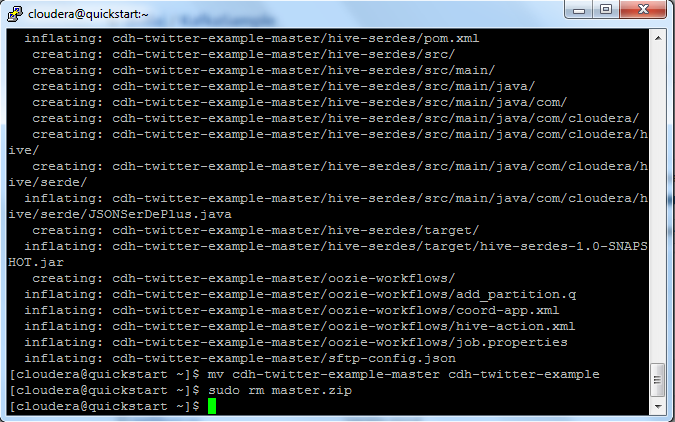 cloudera@quickstart:~
inflating: cdh-twitter-example-master/hive-serdes/pom.xml
creating: cdh-twitter-example-master/hive-serdes/src/
creating: cdh-twitter-example-master/hive-serdes/src/main/
creating: cdh-twitter-example-master/hive-serdes/src/main/java/
creating: cdh-twitter-example-master/hive-serdes/src/main/java/com/
creating: cdh-twitter-example-master/hive-serdes/src/main/java/com/cloudera/
creating: cdh-twitter-example-master/hive-serdes/src/main/java/com/cloudera/h
ive/
creating: cdh-twitter-example-master/hive-serdes/src/main/java/com/cloudera/h
ive/serde/
inflating: cdh-twitter-example-master/hive-serdes/src/main/java/com/cloudera/h
ive/serde/JSONSerDePlus.java
creating: cdh-twitter-example-master/hive-serdes/target/
inflating: cdh-twitter-example-master/hive-serdes/target/hive-serdes-1.0-SNAPS
HOT.jar
creating: cdh-twitter-example-master/oozie-workflows/
inflating: cdh-twitter-example-master/oozie-workflows/add_partition.q
inflating: cdh-twitter-example-master/oozie-workflows/coord-app.xml
inflating: cdh-twitter-example-master/oozie-workflows/hive-action.xml
inflating: cdh-twitter-example-master/oozie-workflows/job.properties
inflating: cdh-twitter-example-master/sftp-config.json
[cloudera@quickstart ~]$ mv cdh-twitter-example-master cdh-twitter-example
[cloudera@quickstart ~]$ sudo rm master.zip
[cloudera@quickstart ~]$